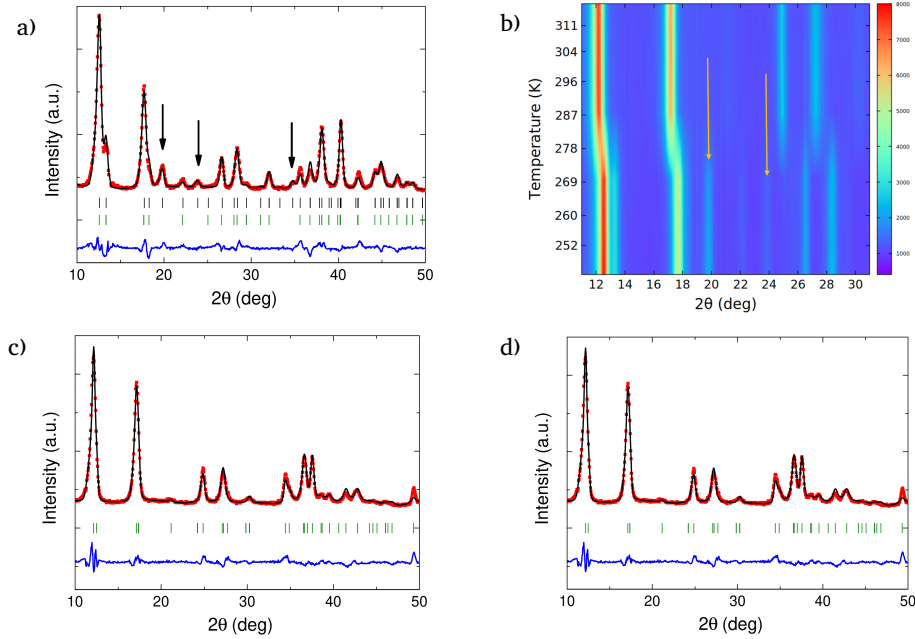 a)
Intensity (a.u.)
10 20 30 40 50
2θ (deg)
b)
Temperature (K)
311
304
296
287
278
269
260
252
12 14 16 18 20 22 24 26 28 30
2θ (deg)
8000
7000
6000
5000
4000
3000
2000
1000
c)
Intensity (a.u.)
10 20 30 40 50
2θ (deg)
d)
Intensity (a.u.)
10 20 30 40 50
2θ (deg)